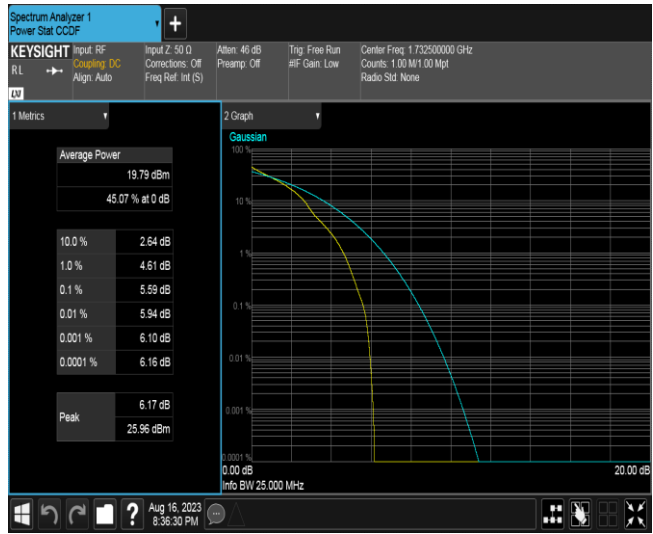 Spectrum Analyzer 1
Power Stat CCDF
KEYSIGHT
RL
LXI
Input: RF
Coupling: DC
Align: Auto
Input Z: 50 Ω
Corrections: Off
Freq Ref: Int (S)
Atten: 46 dB
Preamp: Off
Trig: Free Run
#IF Gain: Low
Center Freq: 1.732500000 GHz
Counts: 1.00 M/1.00 Mpt
Radio Std: None
1 Metrics
Average Power
19.79 dBm
45.07 % at 0 dB
10.0 % 2.64 dB
1.0 % 4.61 dB
0.1 % 5.59 dB
0.01 % 5.94 dB
0.001 % 6.10 dB
0.0001 % 6.16 dB
Peak
6.17 dB
25.96 dBm
2 Graph
Gaussian
100 %
10 %
1 %
0.1 %
0.01 %
0.001 %
0.0001 %
0.00 dB 20.00 dB
Info BW 25.000 MHz
?
Aug 16, 2023
8:36:30 PM